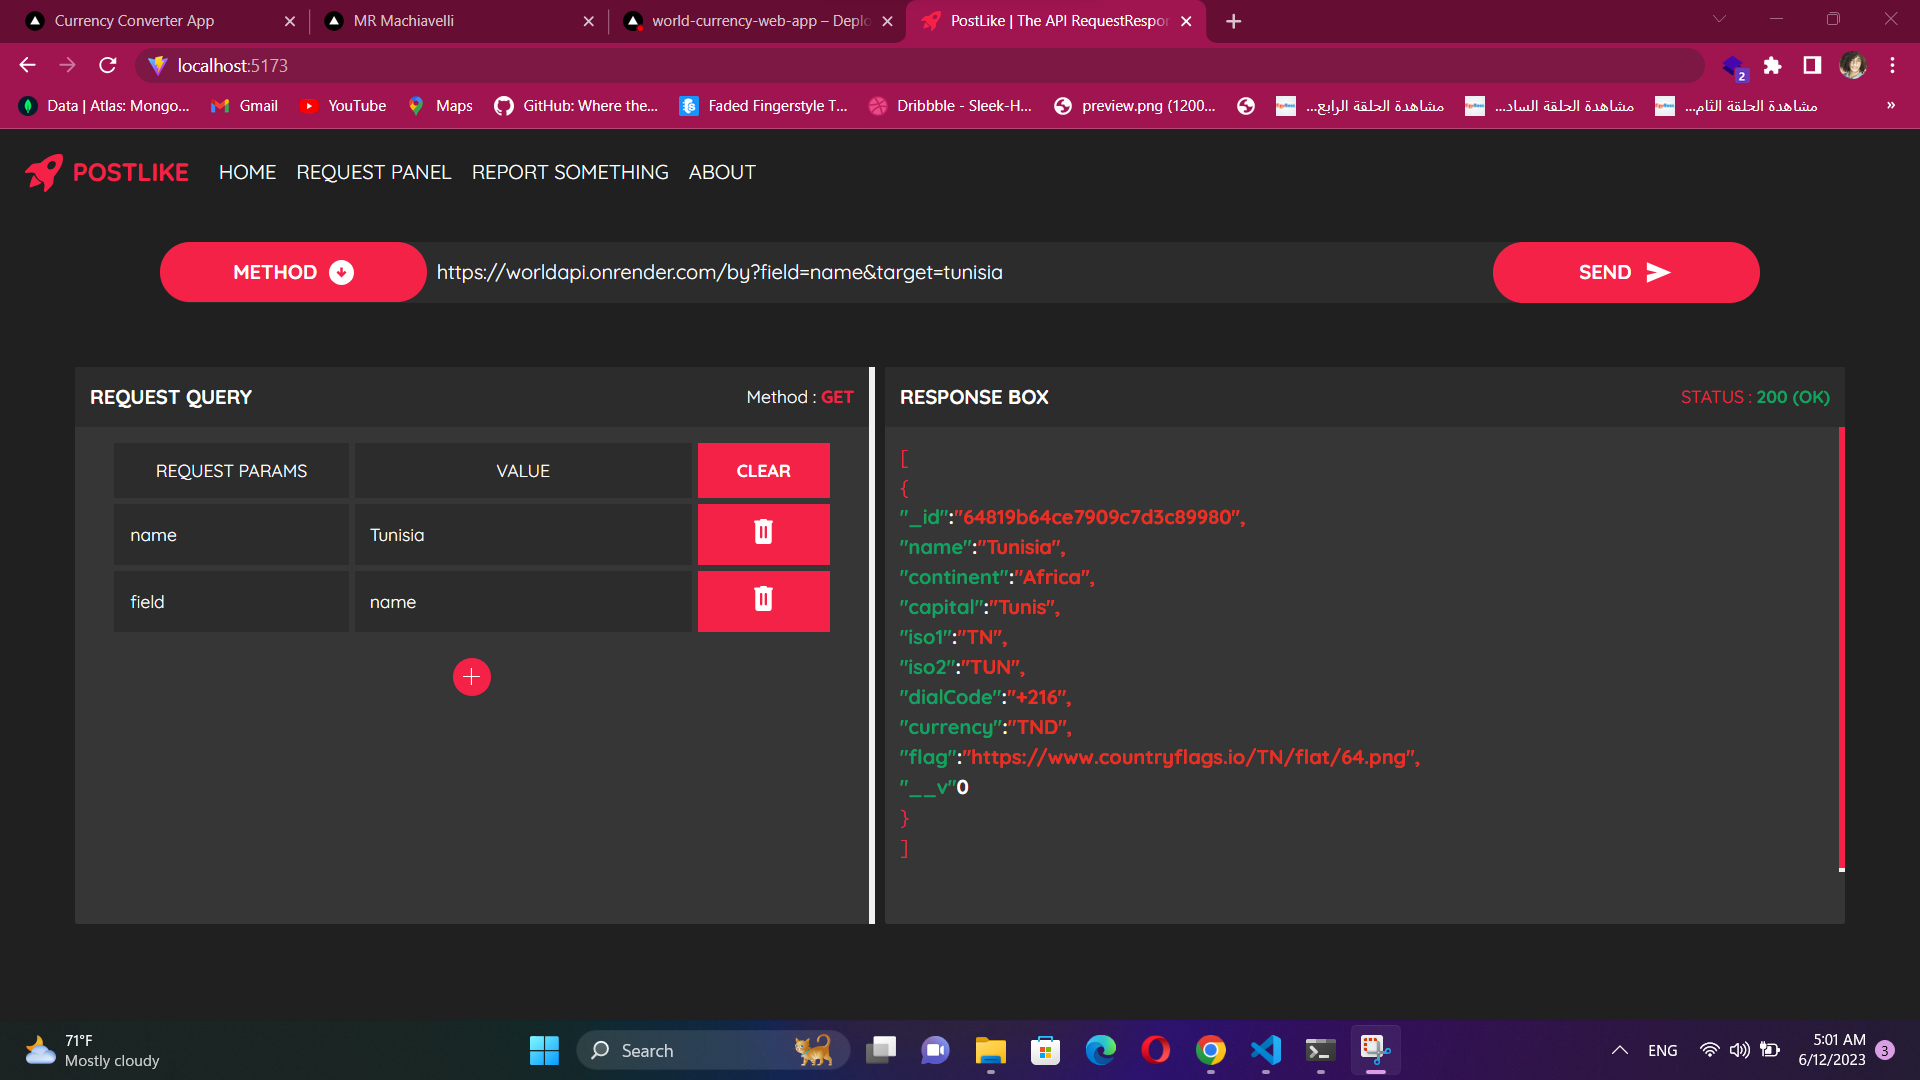 Currency Converter App
MR Machiavelli
world-currency-web-app – Deplo
PostLike | The API RequestRespor
localhost:5173
2
Data | Atlas: Mongo...
Gmail
YouTube
Maps
GitHub: Where the...
Faded Fingerstyle T...
Dribbble - Sleek-H...
preview.png (1200...
مشاهدة الحلقة الرابع...
مشاهدة الحلقة الساد...
مشاهدة الحلقة الثام...
»
POSTLIKE
HOME
REQUEST PANEL
REPORT SOMETHING
ABOUT
METHOD
https://worldapi.onrender.com/by?field=name&target=tunisia
SEND
REQUEST QUERY
Method : GET
REQUEST PARAMS
VALUE
CLEAR
name
Tunisia
field
name
RESPONSE BOX
STATUS : 200 (OK)
[
{
"_id":"64819b64ce7909c7d3c89980",
"name":"Tunisia",
"continent":"Africa",
"capital":"Tunis",
"iso1":"TN",
"iso2":"TUN",
"dialCode":"+216",
"currency":"TND",
"flag":"https://www.countryflags.io/TN/flat/64.png",
"__v"0
}
]
71°F
Mostly cloudy
Search
ENG
5:01 AM
6/12/2023
3